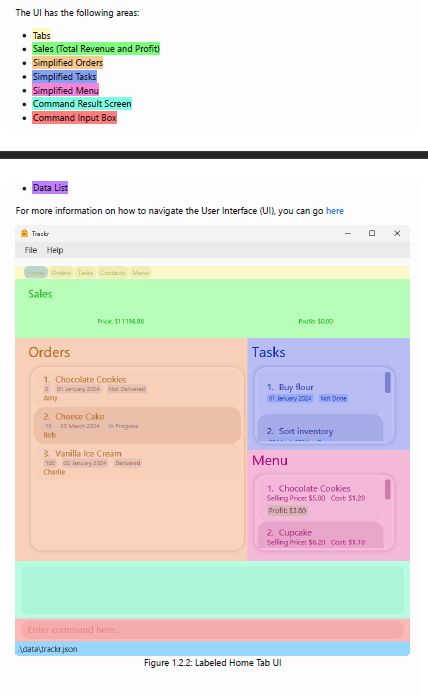 The UI has the following areas:
Tabs
Sales (Total Revenue and Profit)
Simplified Orders
Simplified Tasks
Simplified Menu
Command Result Screen
Command Input Box
Data List
For more information on how to navigate the User Interface (UI), you can go here
Trackr
File Help
Home Orders Tasks Contacts Menu
Sales
Price: $11198.88 Profit: $0.00
Orders
1. Chocolate Cookies
2 01 January 2024 Not Delivered
Amy
2. Cheese Cake
10 03 March 2024 In Progress
Bob
3. Vanilla Ice Cream
100 02 January 2024 Delivered
Charlie
Tasks
1. Buy flour
01 January 2024 Not Done
2. Sort inventory
Menu
1. Chocolate Cookies
Selling Price: $5.00 Cost: $1.20
Profit: $3.80
2. Cupcake
Selling Price: $6.20 Cost: $1.10
Enter command here...
.\data\trackr.json
Figure 1.2.2: Labeled Home Tab UI